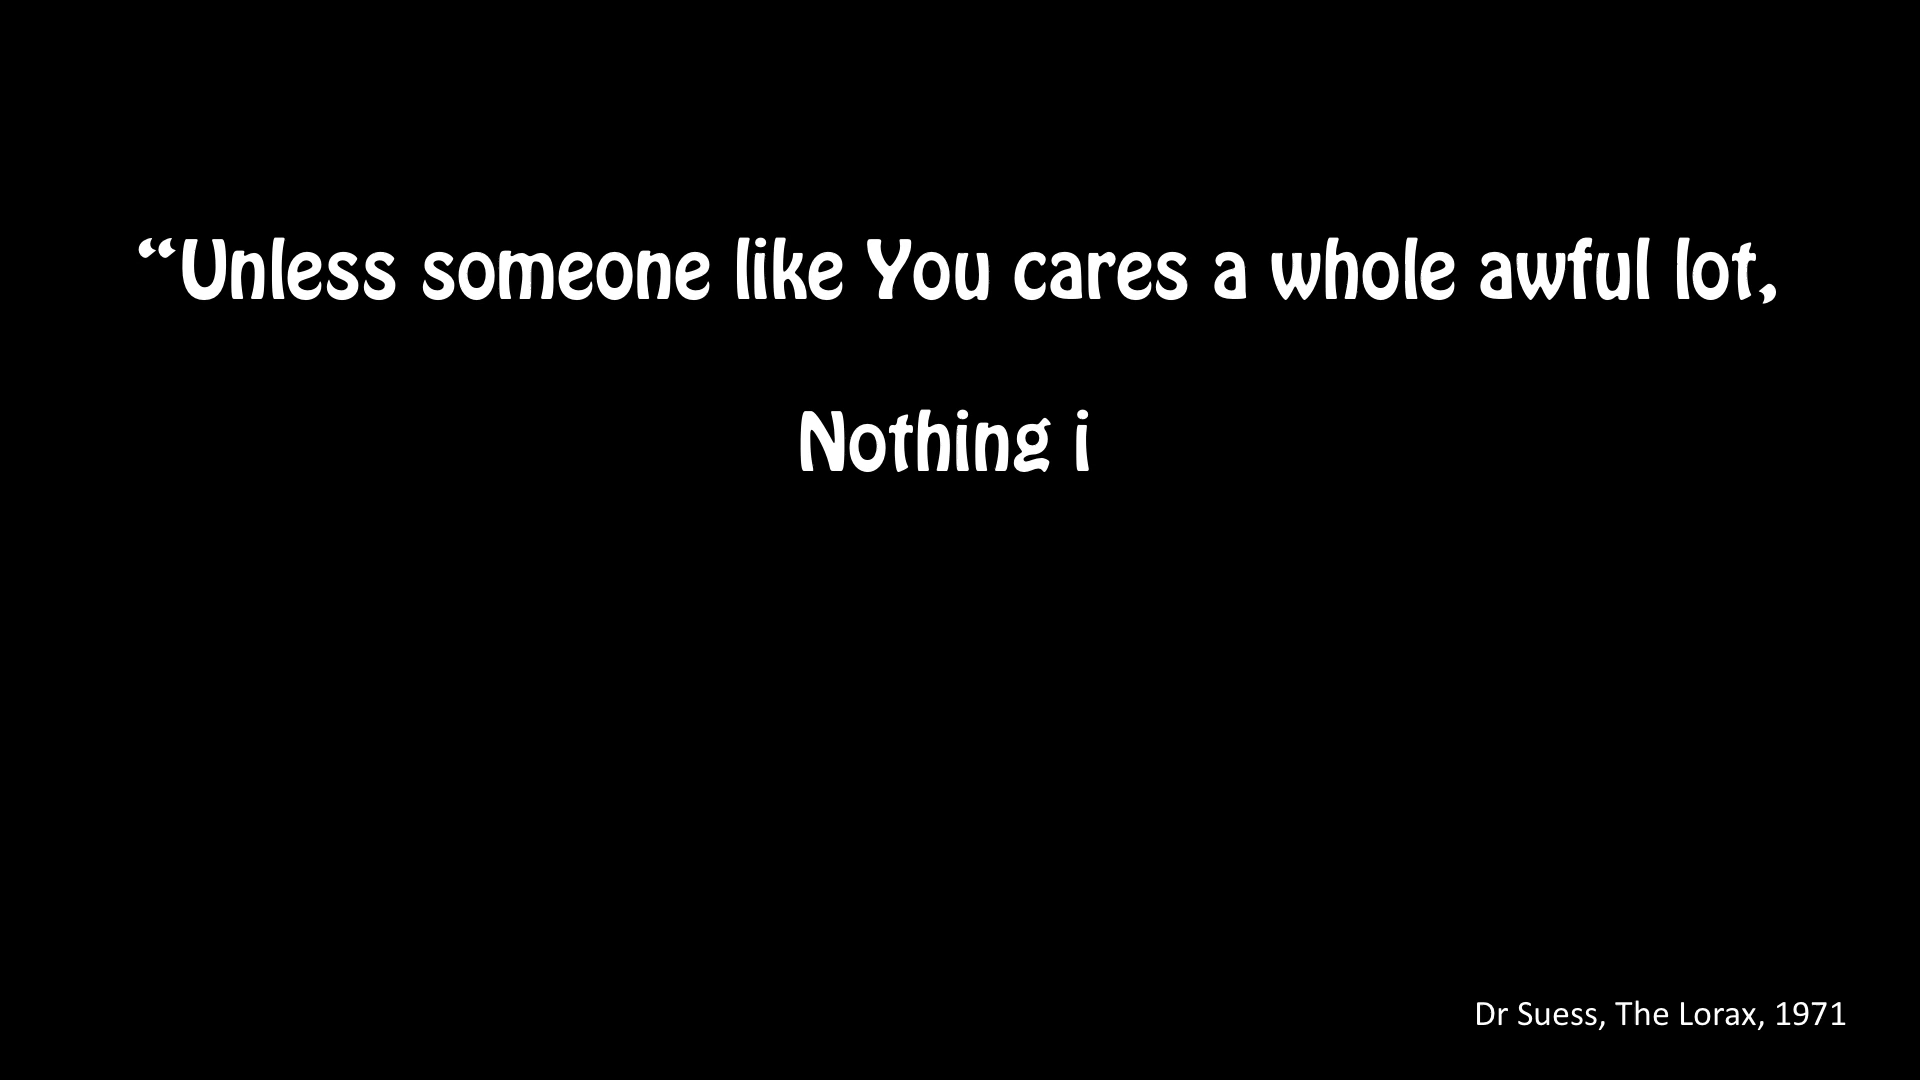 “Unless someone like You cares a whole awful lot,
Nothing i
Dr Suess, The Lorax, 1971